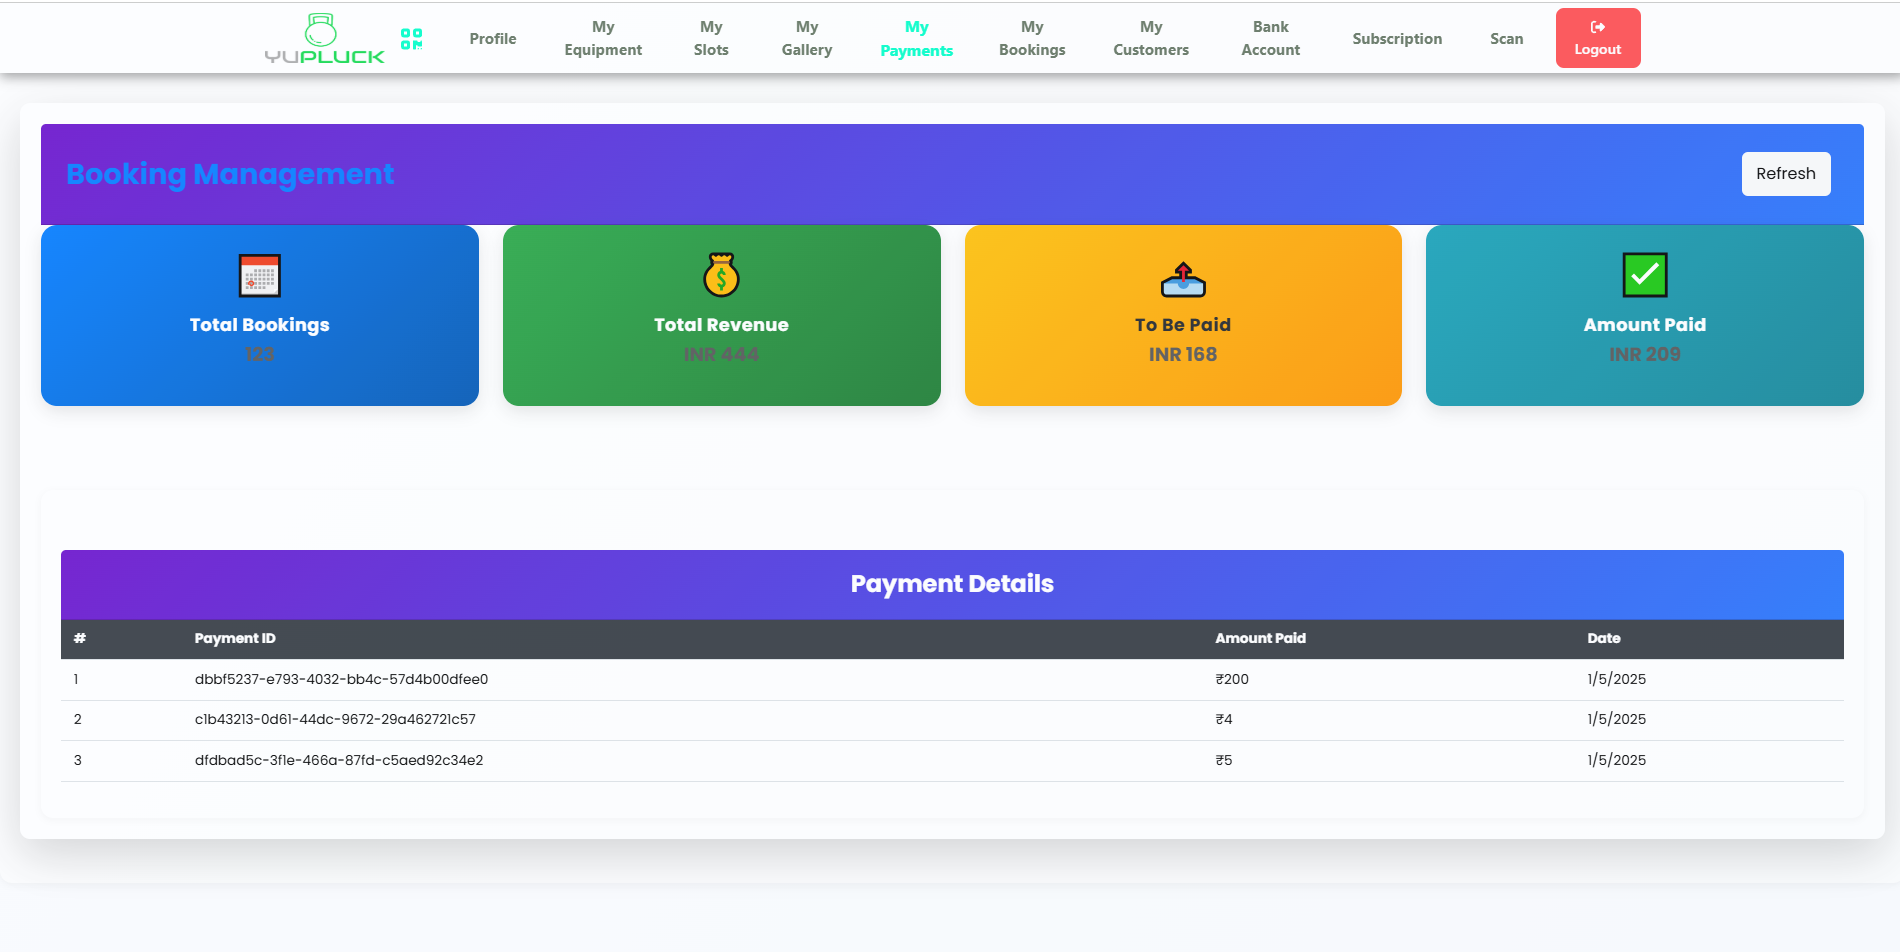 YUPLUCK
Profile
My Equipment
My Slots
My Gallery
My Payments
My Bookings
My Customers
Bank Account
Subscription
Scan
Logout
Booking Management
Refresh
Total Bookings
123
Total Revenue
INR 444
To Be Paid
INR 168
Amount Paid
INR 209
Payment Details
# Payment ID Amount Paid Date
1 dbbf5237-e793-4032-bb4c-57d4b00dfee0 ₹200 1/5/2025
2 c1b43213-0d61-44dc-9672-29a462721c57 ₹4 1/5/2025
3 dfdbad5c-3f1e-466a-87fd-c5aed92c34e2 ₹5 1/5/2025